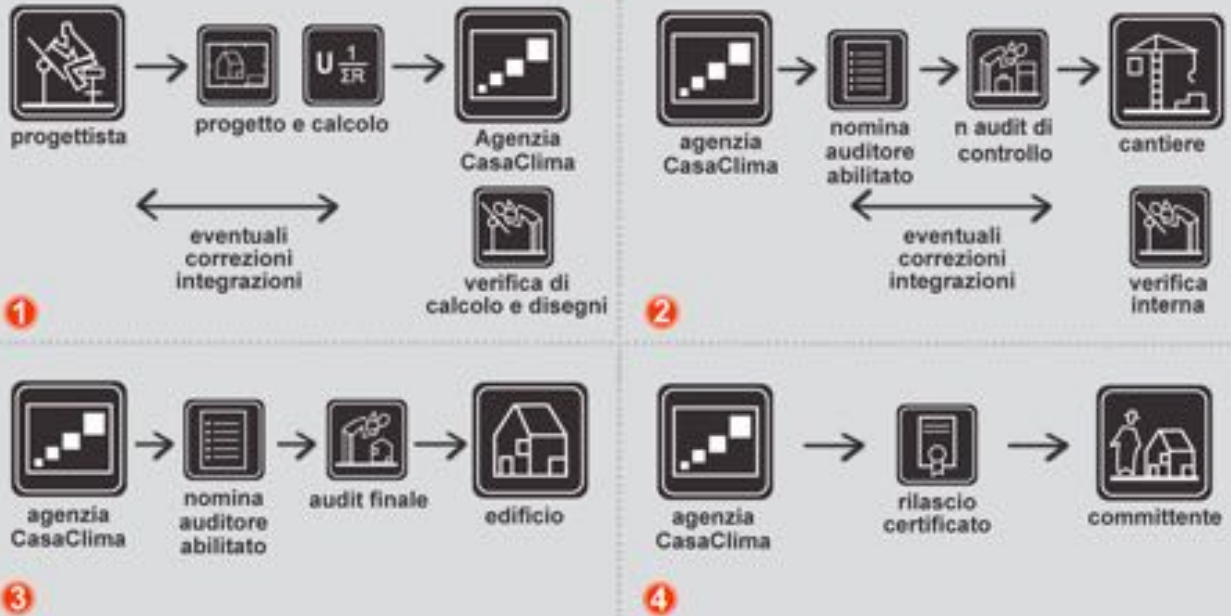 U 1
ΣR
progettista
progetto e calcolo
Agenzia
CasaClima
eventuali
correzioni
integrazioni
verifica di
calcolo e disegni
1
agenzia
CasaClima
nomina
auditore
abilitato
n audit di
controllo
cantiere
eventuali
correzioni
integrazioni
verifica
interna
2
agenzia
CasaClima
nomina
auditore
abilitato
audit finale
edificio
3
agenzia
CasaClima
rilascio
certificato
committente
4